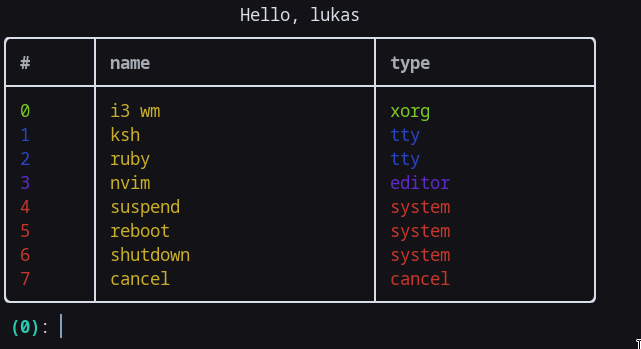 Hello, lukas
# name type
0 i3 wm xorg
1 ksh tty
2 ruby tty
3 nvim editor
4 suspend system
5 reboot system
6 shutdown system
7 cancel cancel
(0):